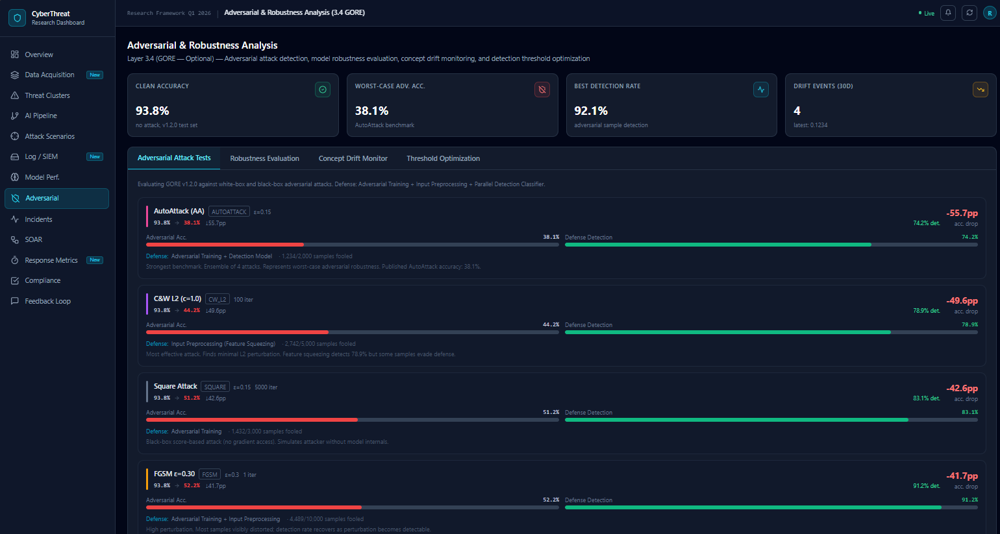 CyberThreat
Research Dashboard
Overview
Data Acquisition New
Threat Clusters
AI Pipeline
Attack Scenarios
Log / SIEM New
Model Perf.
Adversarial
Incidents
SOAR
Response Metrics New
Compliance
Feedback Loop
Research Framework Q1 2026 | Adversarial & Robustness Analysis (3.4 GORE)
Live
R
Adversarial & Robustness Analysis
Layer 3.4 (GORE — Optional) — Adversarial attack detection, model robustness evaluation, concept drift monitoring, and detection threshold optimization
CLEAN ACCURACY
93.8%
no attack, v1.2.0 test set
WORST-CASE ADV. ACC.
38.1%
AutoAttack benchmark
BEST DETECTION RATE
92.1%
adversarial sample detection
DRIFT EVENTS (30D)
4
latest: 0.1234
Adversarial Attack Tests Robustness Evaluation Concept Drift Monitor Threshold Optimization
Evaluating GORE v1.2.0 against white-box and black-box adversarial attacks. Defense: Adversarial Training + Input Preprocessing + Parallel Detection Classifier.
AutoAttack (AA) AUTOATTACK ε=0.15
93.8% → 38.1% ↓55.7pp
74.2% det.
-55.7pp
acc. drop
Adversarial Acc. 38.1%
Defense Detection 74.2%
Defense: Adversarial Training + Detection Model · 1,234/2,000 samples fooled
Strongest benchmark. Ensemble of 4 attacks. Represents worst-case adversarial robustness. Published AutoAttack accuracy: 38.1%.
C&W L2 (c=1.0) CW_L2 100 iter
93.8% → 44.2% ↓49.6pp
78.9% det.
-49.6pp
acc. drop
Adversarial Acc. 44.2%
Defense Detection 78.9%
Defense: Input Preprocessing (Feature Squeezing) · 2,742/5,000 samples fooled
Most effective attack. Finds minimal L2 perturbation. Feature squeezing detects 78.9% but some samples evade defense.
Square Attack SQUARE ε=0.15 5000 iter
93.8% → 51.2% ↓42.6pp
83.1% det.
-42.6pp
acc. drop
Adversarial Acc. 51.2%
Defense Detection 83.1%
Defense: Adversarial Training · 1,432/3,000 samples fooled
Black-box score-based attack (no gradient access). Simulates attacker without model internals.
FGSM ε=0.30 FGSM ε=0.3 1 iter
93.8% → 52.2% ↓41.7pp
91.2% det.
-41.7pp
acc. drop
Adversarial Acc. 52.2%
Defense Detection 91.2%
Defense: Adversarial Training + Input Preprocessing · 4,489/10,000 samples fooled
High perturbation. Most samples visibly distorted; detection rate recovers as perturbation becomes detectable.